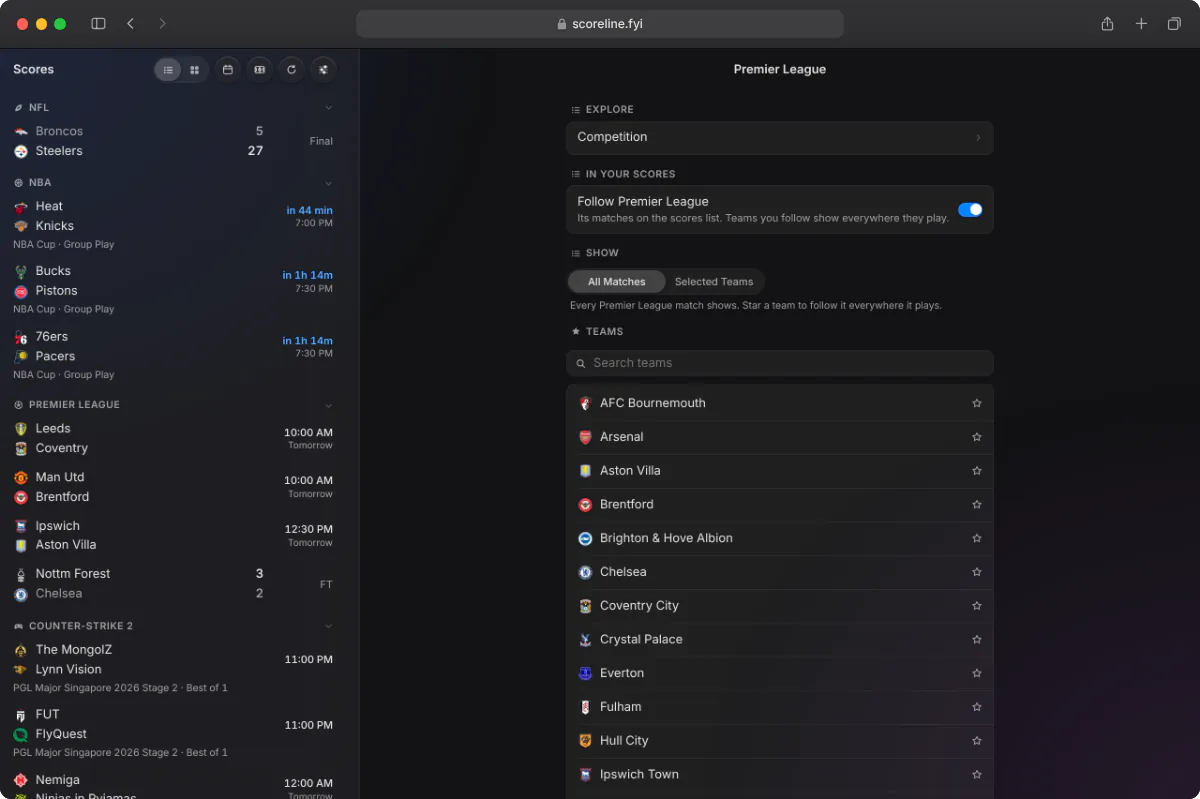 scoreline.fyi
Scores
NFL
Broncos 5
Steelers 27
Final
NBA
Heat
Knicks
in 44 min
7:00 PM
NBA Cup · Group Play
Bucks
Pistons
in 1h 14m
7:30 PM
NBA Cup · Group Play
76ers
Pacers
in 1h 14m
7:30 PM
NBA Cup · Group Play
PREMIER LEAGUE
Leeds
Coventry
10:00 AM
Tomorrow
Man Utd
Brentford
10:00 AM
Tomorrow
Ipswich
Aston Villa
12:30 PM
Tomorrow
Nottm Forest 3
Chelsea 2
FT
COUNTER-STRIKE 2
The MongolZ
Lynn Vision
11:00 PM
PGL Major Singapore 2026 Stage 2 · Best of 1
FUT
FlyQuest
11:00 PM
PGL Major Singapore 2026 Stage 2 · Best of 1
Nemiga
Ninjas in Pyjamas
12:00 AM
Tomorrow
Premier League
EXPLORE
Competition
IN YOUR SCORES
Follow Premier League
Its matches on the scores list. Teams you follow show everywhere they play.
SHOW
All Matches Selected Teams
Every Premier League match shows. Star a team to follow it everywhere it plays.
TEAMS
Search teams
AFC Bournemouth
Arsenal
Aston Villa
Brentford
Brighton & Hove Albion
Chelsea
Coventry City
Crystal Palace
Everton
Fulham
Hull City
Ipswich Town